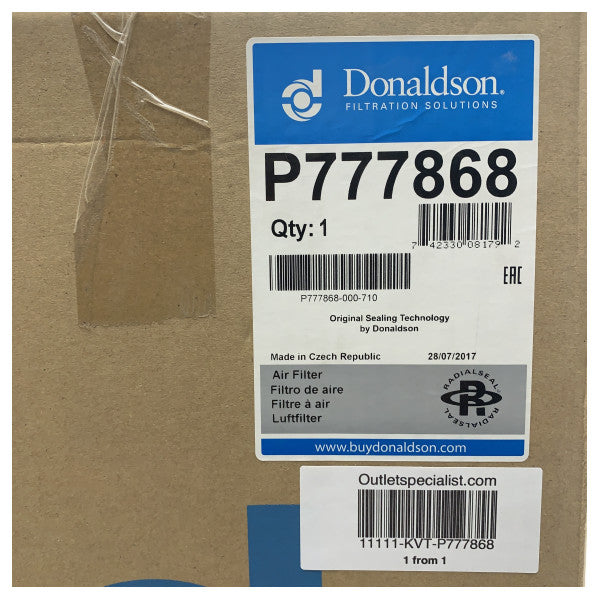 Donaldson®
FILTRATION SOLUTIONS
P777868
Qty: 1
7 42330 08179 2
P777868-000-710
EAC
Original Sealing Technology
by Donaldson
Made in Czech Republic 28/07/2017
Air Filter
Filtro de aire
Filtre à air
Luftfilter
RADIALSEAL
R
RADIALSEAL
www.buydonaldson.com
Outletspecialist.com
11111-KVT-P777868
1 from 1